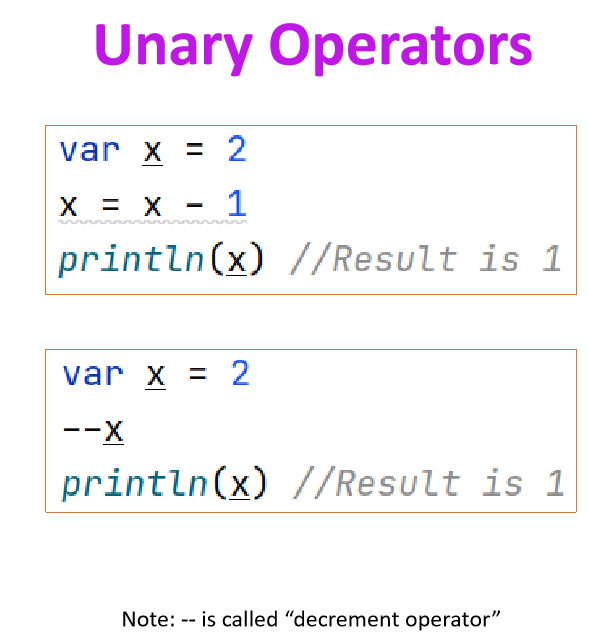 Unary Operators
var x = 2
x = x - 1
println(x) //Result is 1
var x = 2
--x
println(x) //Result is 1
Note: -- is called “decrement operator”